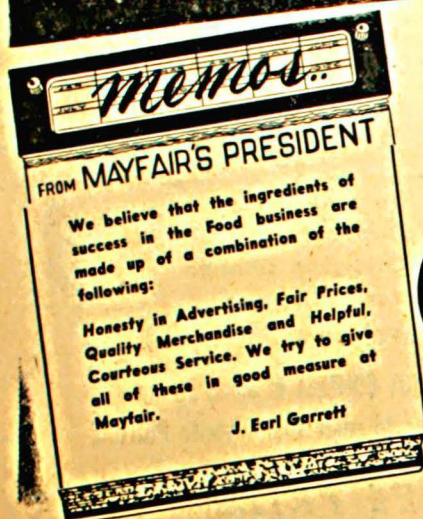 Memos..
FROM MAYFAIR'S PRESIDENT
We believe that the ingredients of
success in the Food business are
made up of a combination of the
following:
Honesty in Advertising, Fair Prices,
Quality Merchandise and Helpful,
Courteous Service. We try to give
all of these in good measure at
Mayfair.
J. Earl Garrett